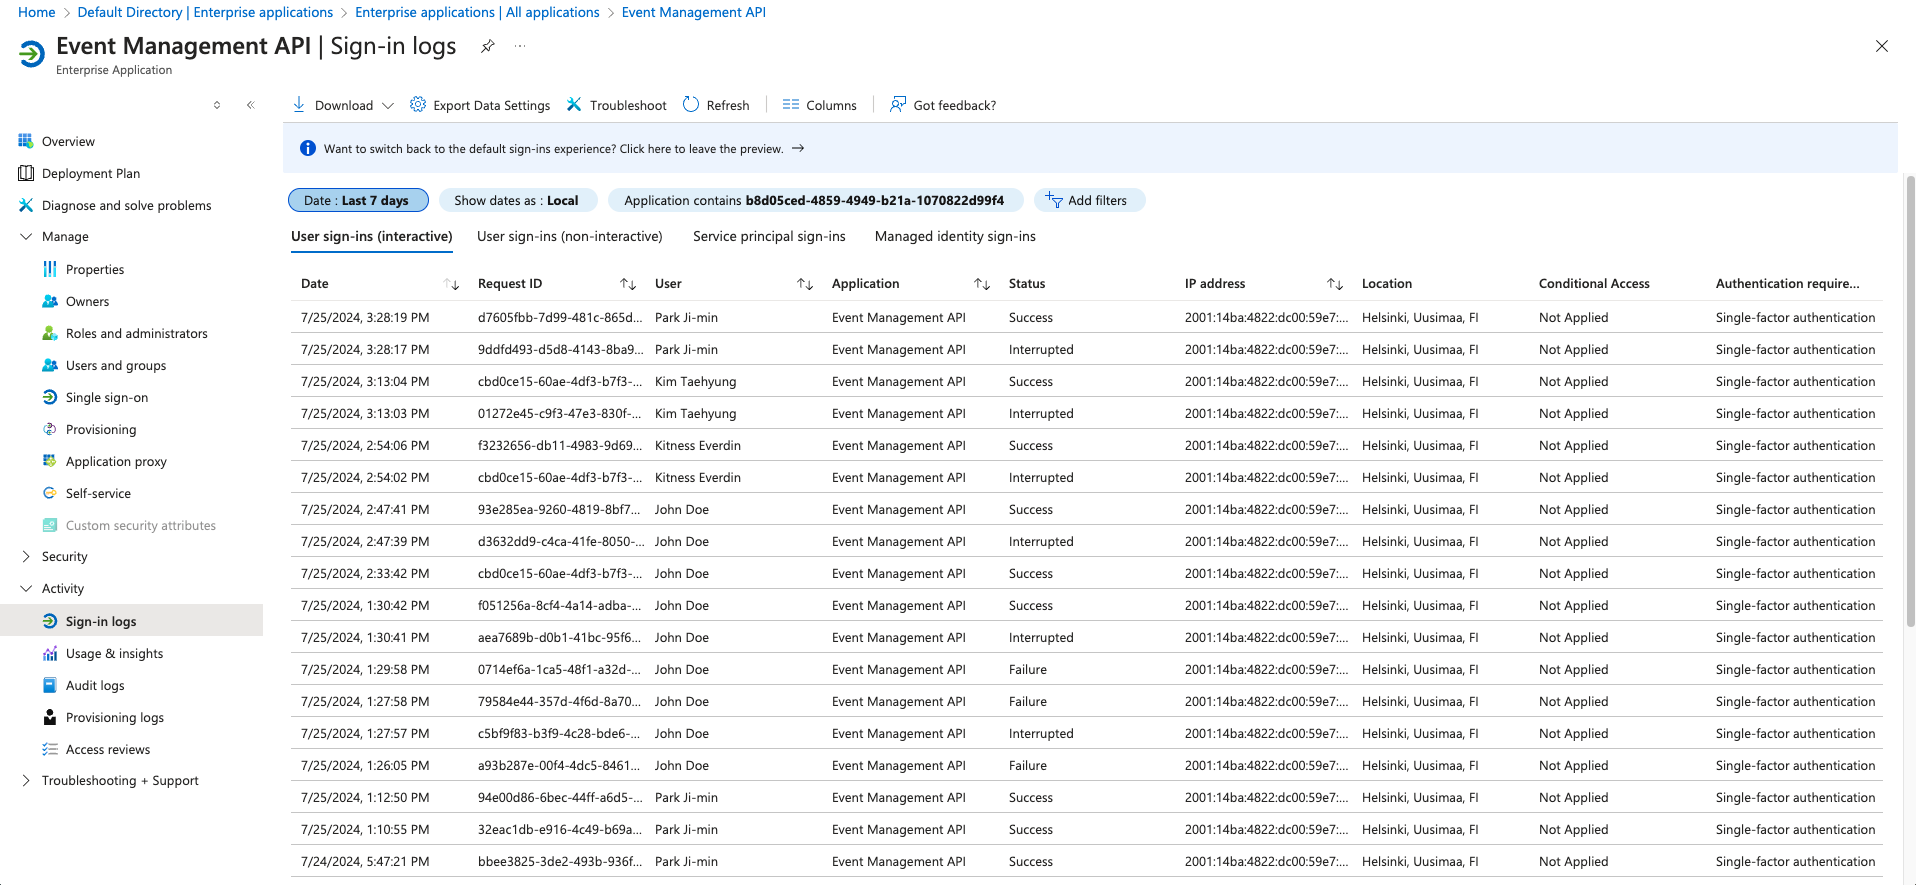 Home > Default Directory | Enterprise applications > Enterprise applications | All applications > Event Management API
Event Management API | Sign-in logs
Enterprise Application
Download Export Data Settings Troubleshoot Refresh Columns Got feedback?
Want to switch back to the default sign-ins experience? Click here to leave the preview. →
Date : Last 7 days Show dates as : Local Application contains b8d05ced-4859-4949-b21a-1070822d99f4 Add filters
User sign-ins (interactive) User sign-ins (non-interactive) Service principal sign-ins Managed identity sign-ins
Overview
Deployment Plan
Diagnose and solve problems
Manage
Properties
Owners
Roles and administrators
Users and groups
Single sign-on
Provisioning
Application proxy
Self-service
Custom security attributes
Security
Activity
Sign-in logs
Usage & insights
Audit logs
Provisioning logs
Access reviews
Troubleshooting + Support
Date Request ID User Application Status IP address Location Conditional Access Authentication require...
7/25/2024, 3:28:19 PM d7605fbb-7d99-481c-865d... Park Ji-min Event Management API Success 2001:14ba:4822:dc00:59e7:... Helsinki, Uusimaa, FI Not Applied Single-factor authentication
7/25/2024, 3:28:17 PM 9ddfd493-d5d8-4143-8ba9... Park Ji-min Event Management API Interrupted 2001:14ba:4822:dc00:59e7:... Helsinki, Uusimaa, FI Not Applied Single-factor authentication
7/25/2024, 3:13:04 PM cbd0ce15-60ae-4df3-b7f3-... Kim Taehyung Event Management API Success 2001:14ba:4822:dc00:59e7:... Helsinki, Uusimaa, FI Not Applied Single-factor authentication
7/25/2024, 3:13:03 PM 01272e45-c9f3-47e3-830f-... Kim Taehyung Event Management API Interrupted 2001:14ba:4822:dc00:59e7:... Helsinki, Uusimaa, FI Not Applied Single-factor authentication
7/25/2024, 2:54:06 PM f3232656-db11-4983-9d69... Kitness Everdin Event Management API Success 2001:14ba:4822:dc00:59e7:... Helsinki, Uusimaa, FI Not Applied Single-factor authentication
7/25/2024, 2:54:02 PM cbd0ce15-60ae-4df3-b7f3-... Kitness Everdin Event Management API Interrupted 2001:14ba:4822:dc00:59e7:... Helsinki, Uusimaa, FI Not Applied Single-factor authentication
7/25/2024, 2:47:41 PM 93e285ea-9260-4819-8bf7... John Doe Event Management API Success 2001:14ba:4822:dc00:59e7:... Helsinki, Uusimaa, FI Not Applied Single-factor authentication
7/25/2024, 2:47:39 PM d3632dd9-c4ca-41fe-8050-... John Doe Event Management API Interrupted 2001:14ba:4822:dc00:59e7:... Helsinki, Uusimaa, FI Not Applied Single-factor authentication
7/25/2024, 2:33:42 PM cbd0ce15-60ae-4df3-b7f3-... John Doe Event Management API Success 2001:14ba:4822:dc00:59e7:... Helsinki, Uusimaa, FI Not Applied Single-factor authentication
7/25/2024, 1:30:42 PM f051256a-8cf4-4a14-adba-... John Doe Event Management API Success 2001:14ba:4822:dc00:59e7:... Helsinki, Uusimaa, FI Not Applied Single-factor authentication
7/25/2024, 1:30:41 PM aea7689b-d0b1-41bc-95f6... John Doe Event Management API Interrupted 2001:14ba:4822:dc00:59e7:... Helsinki, Uusimaa, FI Not Applied Single-factor authentication
7/25/2024, 1:29:58 PM 0714ef6a-1ca5-48f1-a32d-... John Doe Event Management API Failure 2001:14ba:4822:dc00:59e7:... Helsinki, Uusimaa, FI Not Applied Single-factor authentication
7/25/2024, 1:27:58 PM 79584e44-357d-4f6d-8a70... John Doe Event Management API Failure 2001:14ba:4822:dc00:59e7:... Helsinki, Uusimaa, FI Not Applied Single-factor authentication
7/25/2024, 1:27:57 PM c5bf9f83-b3f9-4c28-bde6-... John Doe Event Management API Interrupted 2001:14ba:4822:dc00:59e7:... Helsinki, Uusimaa, FI Not Applied Single-factor authentication
7/25/2024, 1:26:05 PM a93b287e-00f4-4dc5-8461... John Doe Event Management API Failure 2001:14ba:4822:dc00:59e7:... Helsinki, Uusimaa, FI Not Applied Single-factor authentication
7/25/2024, 1:12:50 PM 94e00d86-6bec-44ff-a6d5-... Park Ji-min Event Management API Success 2001:14ba:4822:dc00:59e7:... Helsinki, Uusimaa, FI Not Applied Single-factor authentication
7/25/2024, 1:10:55 PM 32eac1db-e916-4c49-b69a... Park Ji-min Event Management API Success 2001:14ba:4822:dc00:59e7:... Helsinki, Uusimaa, FI Not Applied Single-factor authentication
7/24/2024, 5:47:21 PM bbee3825-3de2-493b-936f... Park Ji-min Event Management API Success 2001:14ba:4822:dc00:59e7:... Helsinki, Uusimaa, FI Not Applied Single-factor authentication